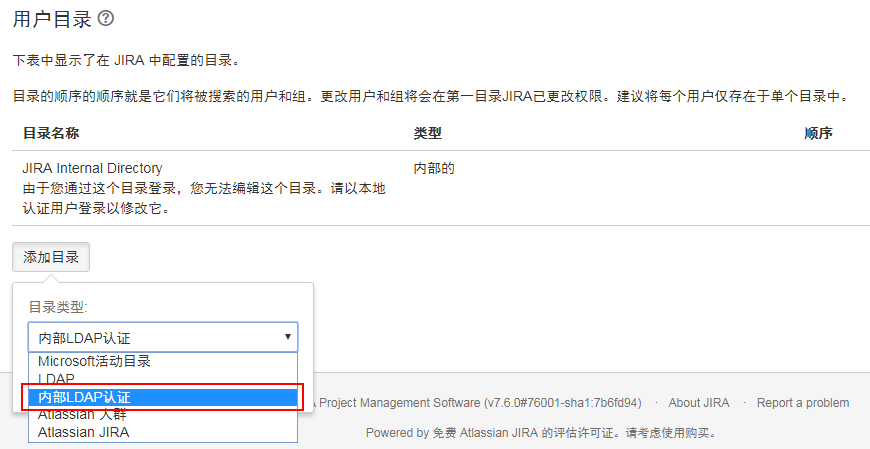 用户目录
下表中显示了在 JIRA 中配置的目录。
目录的顺序的顺序就是它们将被搜索的用户和组。更改用户和组将会在第一目录JIRA已更改权限。建议将每个用户仅存在于单个目录中。
目录名称 类型 顺序
JIRA Internal Directory 内部的
由于您通过这个目录登录，您无法编辑这个目录。请以本地
认证用户登录以修改它。
添加目录
目录类型:
内部LDAP认证
Microsoft活动目录
LDAP
内部LDAP认证
Atlassian 人群
Atlassian JIRA
Project Management Software (v7.6.0#76001-sha1:7b6fd94) · About JIRA · Report a problem
Powered by 免费 Atlassian JIRA 的评估许可证。请考虑使用购买。